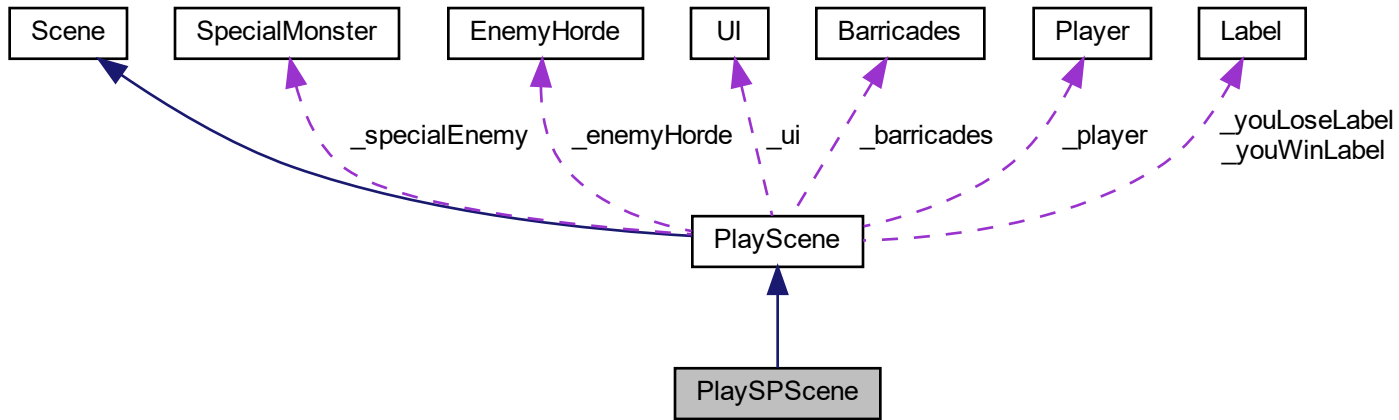 Scene
SpecialMonster
EnemyHorde
UI
Barricades
Player
Label
_specialEnemy
_enemyHorde
_ui
_barricades
_player
_youLoseLabel
_youWinLabel
PlayScene
PlaySPScene